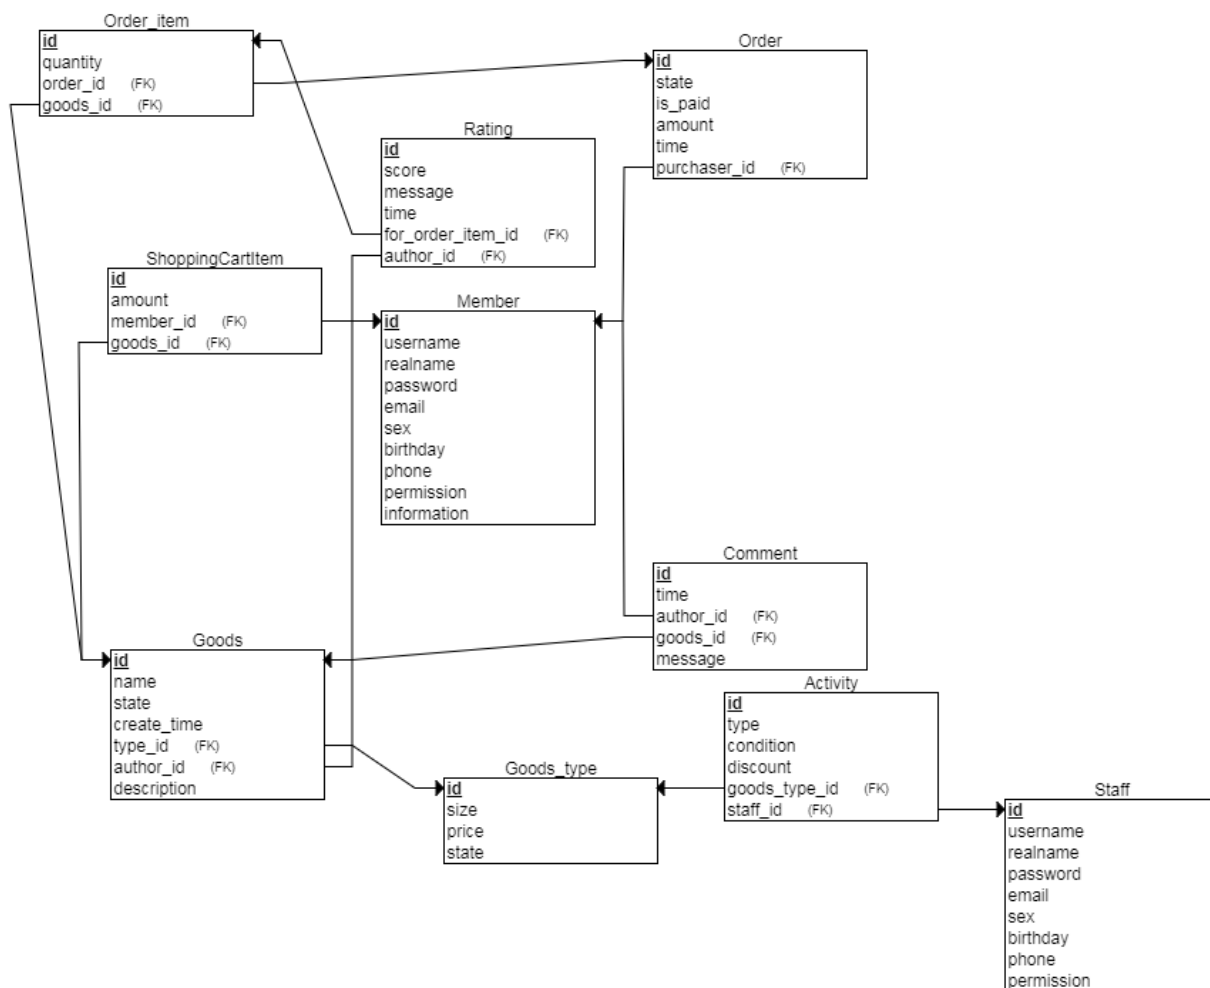 Order_item
id
quantity
order_id (FK)
goods_id (FK)
Order
id
state
is_paid
amount
time
purchaser_id (FK)
Rating
id
score
message
time
for_order_item_id (FK)
author_id (FK)
ShoppingCartItem
id
amount
member_id (FK)
goods_id (FK)
Member
id
username
realname
password
email
sex
birthday
phone
permission
information
Comment
id
time
author_id (FK)
goods_id (FK)
message
Goods
id
name
state
create_time
type_id (FK)
author_id (FK)
description
Activity
id
type
condition
discount
goods_type_id (FK)
staff_id (FK)
Goods_type
id
size
price
state
Staff
id
username
realname
password
email
sex
birthday
phone
permission